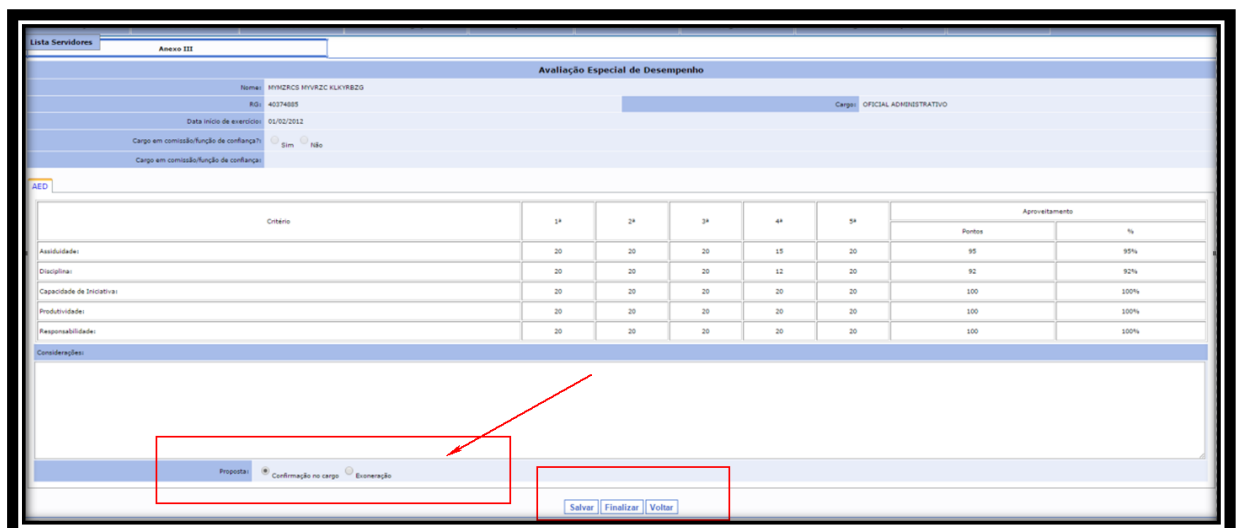 Lista Servidores
Anexo III
Avaliação Especial de Desempenho
Nome: MYMZRCS MYVRZC KLKYRBZG
RG: 40374885 Cargo: OFICIAL ADMINISTRATIVO
Data início de exercício: 01/02/2012
Cargo em comissão/função de confiança?: Sim Não
Cargo em comissão/função de confiança:
AED
Critério 1ª 2ª 3ª 4ª 5ª Aproveitamento
Pontos %
Assiduidade: 20 20 20 15 20 95 95%
Disciplina: 20 20 20 12 20 92 92%
Capacidade de Iniciativa: 20 20 20 20 20 100 100%
Produtividade: 20 20 20 20 20 100 100%
Responsabilidade: 20 20 20 20 20 100 100%
Considerações:
Proposta: Confirmação no cargo Exoneração
Salvar Finalizar Voltar